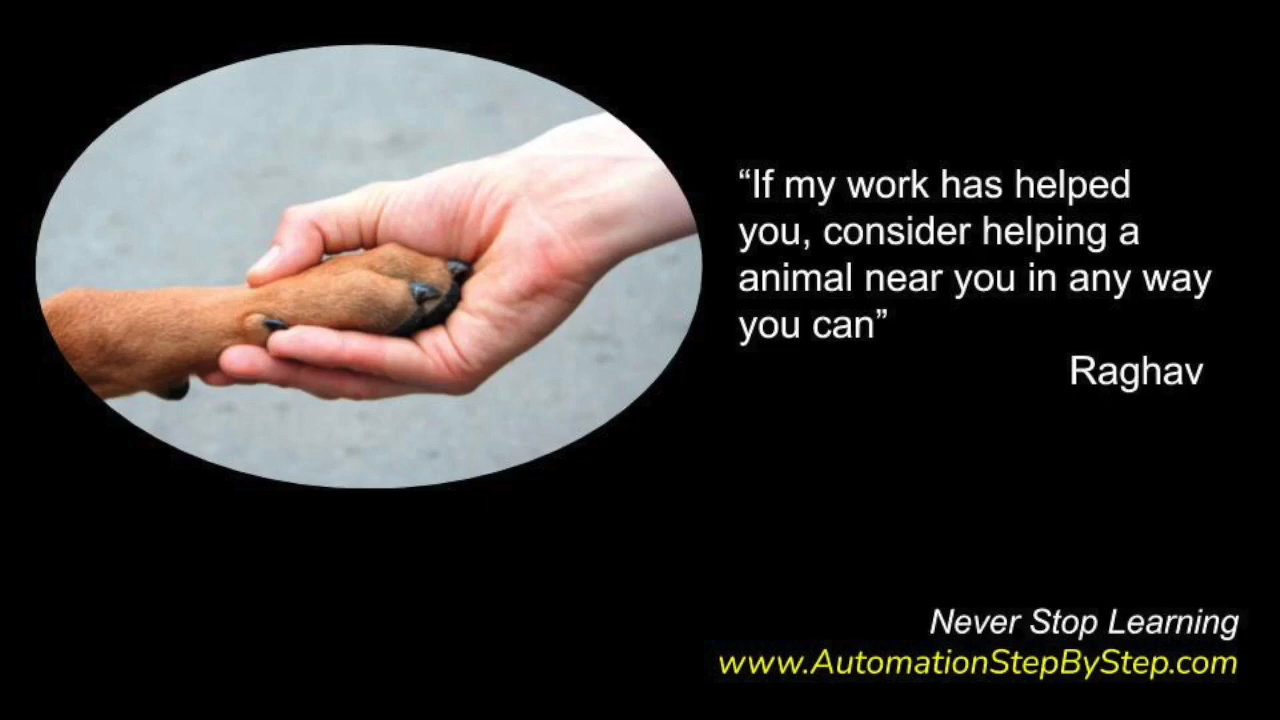 “If my work has helped
you, consider helping a
animal near you in any way
you can”
Raghav
Never Stop Learning
www.AutomationStepByStep.com